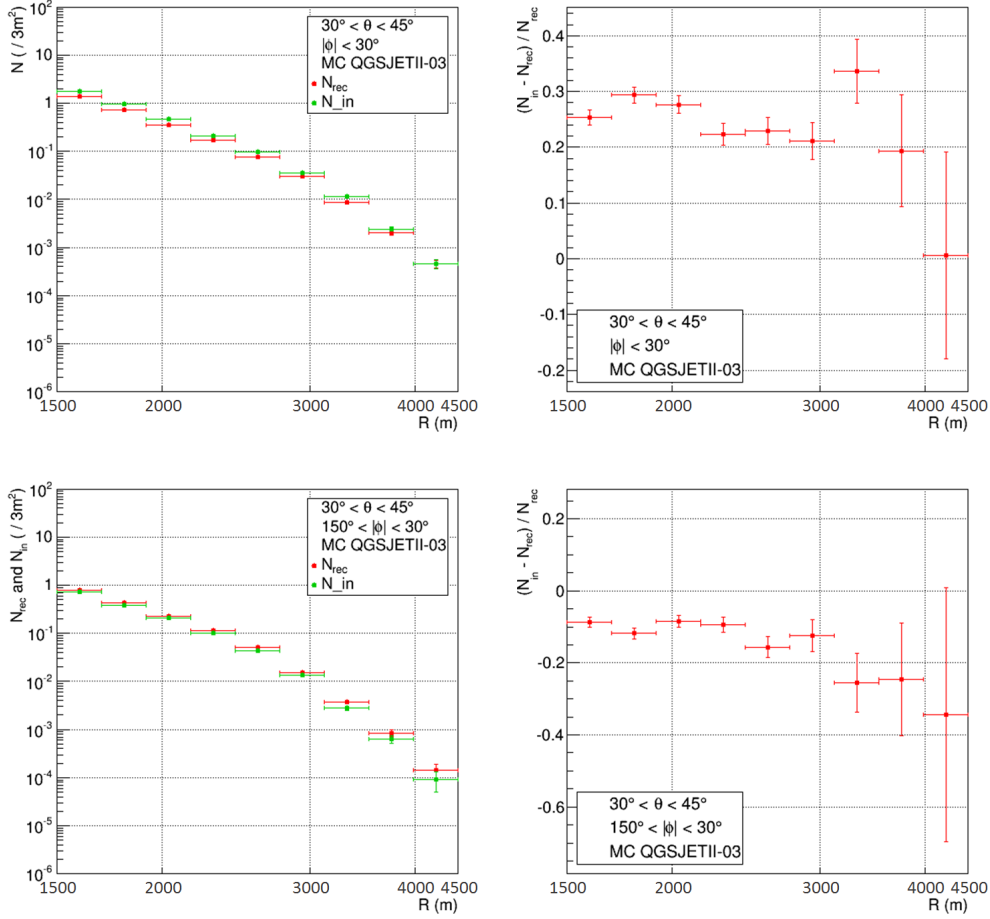 N ( / 3m²)
10²
10
1
10⁻¹
10⁻²
10⁻³
10⁻⁴
10⁻⁵
10⁻⁶
30° < θ < 45°
|ϕ| < 30°
MC QGSJETII-03
N_rec
N_in
1500 2000 3000 4000 4500
R (m)
(N_in - N_rec) / N_rec
0.4
0.3
0.2
0.1
0
-0.1
-0.2
30° < θ < 45°
|ϕ| < 30°
MC QGSJETII-03
1500 2000 3000 4000 4500
R (m)
N_rec and N_in ( / 3m²)
10²
10
1
10⁻¹
10⁻²
10⁻³
10⁻⁴
10⁻⁵
10⁻⁶
30° < θ < 45°
150° < |ϕ| < 30°
MC QGSJETII-03
N_rec
N_in
1500 2000 3000 4000 4500
R (m)
(N_in - N_rec) / N_rec
0.2
0
-0.2
-0.4
-0.6
30° < θ < 45°
150° < |ϕ| < 30°
MC QGSJETII-03
1500 2000 3000 4000 4500
R (m)